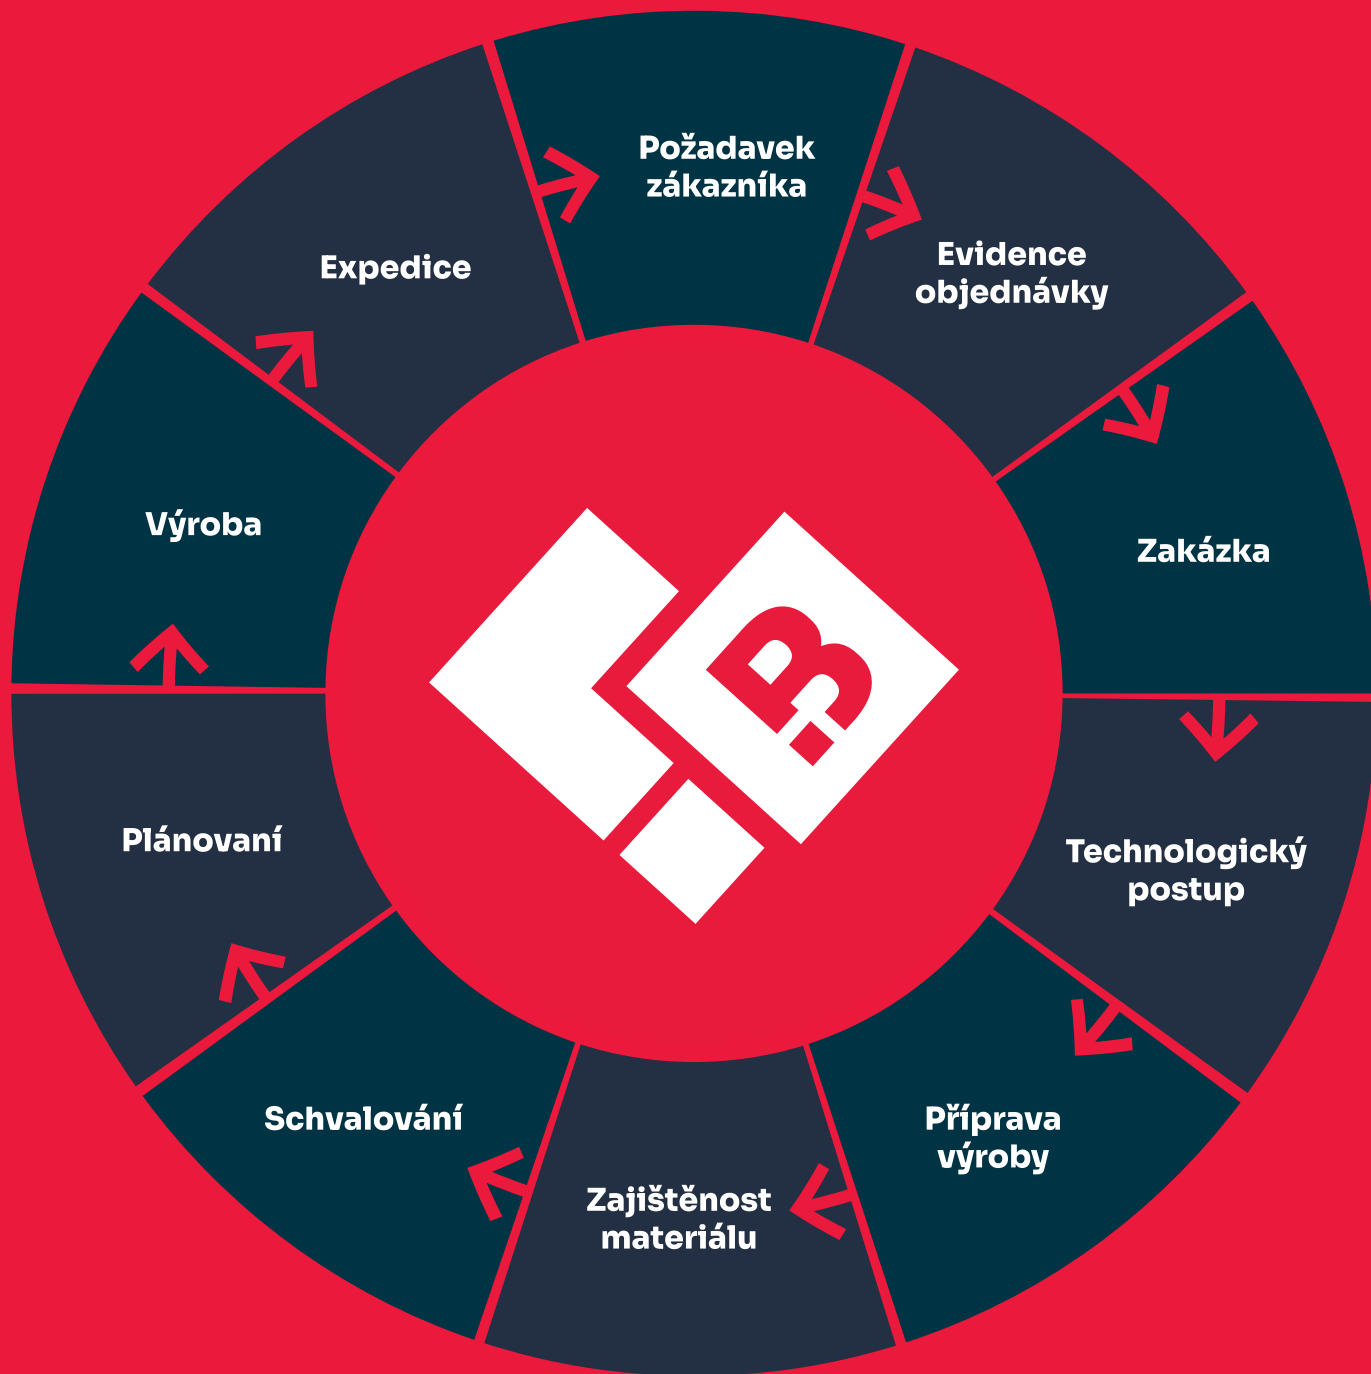 Požadavek
zákazníka
Evidence
objednávky
Zakázka
Technologický
postup
Příprava
výroby
Zajištěnost
materiálu
Schvalování
Plánovaní
Výroba
Expedice
B